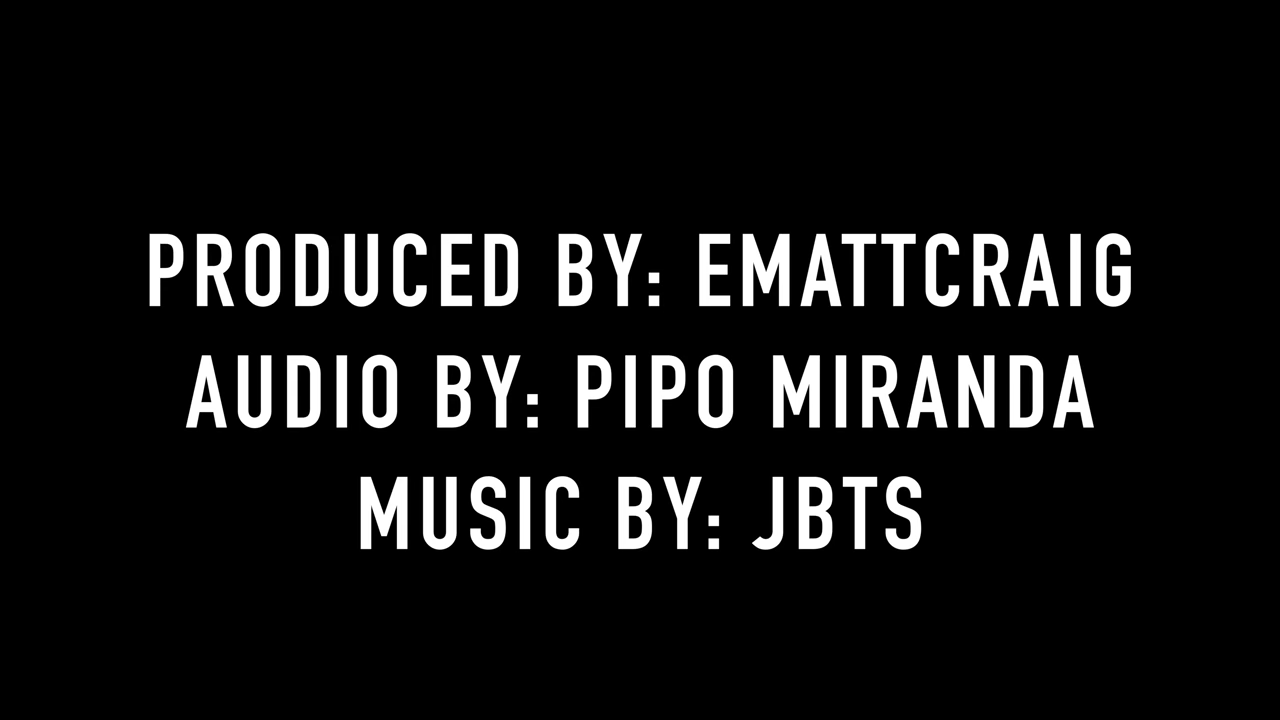 PRODUCED BY: EMATTCRAIG
AUDIO BY: PIPO MIRANDA
MUSIC BY: JBTS